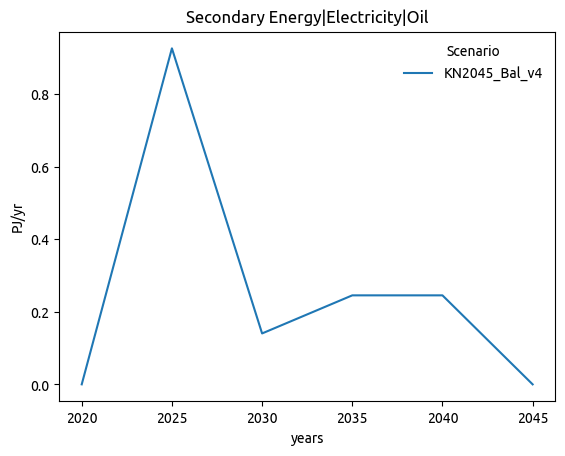 Secondary Energy|Electricity|Oil
Scenario
KN2045_Bal_v4
PJ/yr
0.8
0.6
0.4
0.2
0.0
2020 2025 2030 2035 2040 2045
years